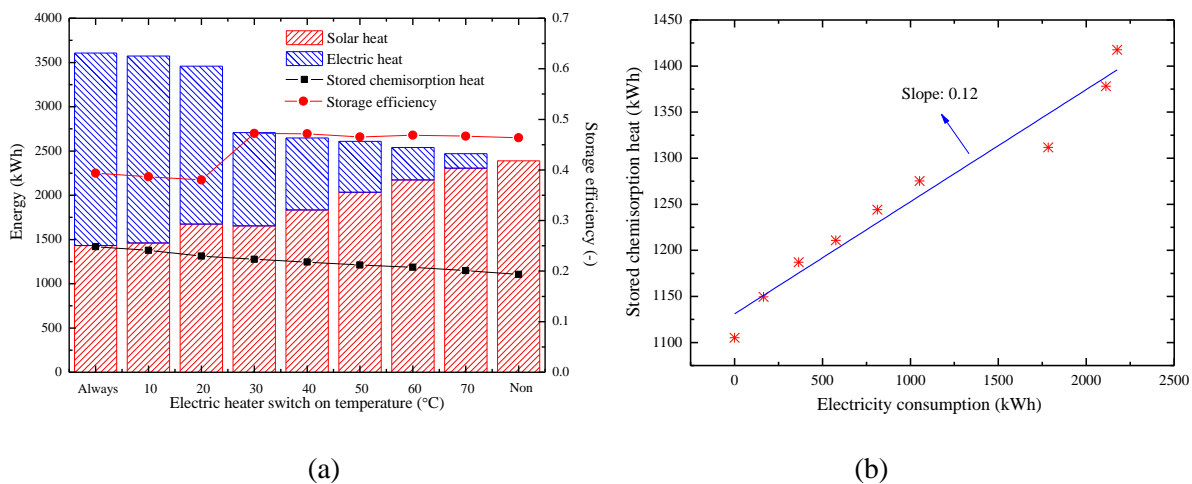 4000
3500
3000
2500
2000
1500
1000
500
0
Energy (kWh)
Solar heat
Electric heat
Stored chemisorption heat
Storage efficiency
0.7
0.6
0.5
0.4
0.3
0.2
0.1
0.0
Storage efficiency (-)
Always 10 20 30 40 50 60 70 Non
Electric heater switch on temperature (°C)
(a)
1450
1400
1350
1300
1250
1200
1150
1100
Stored chemisorption heat (kWh)
Slope: 0.12
0 500 1000 1500 2000 2500
Electricity consumption (kWh)
(b)